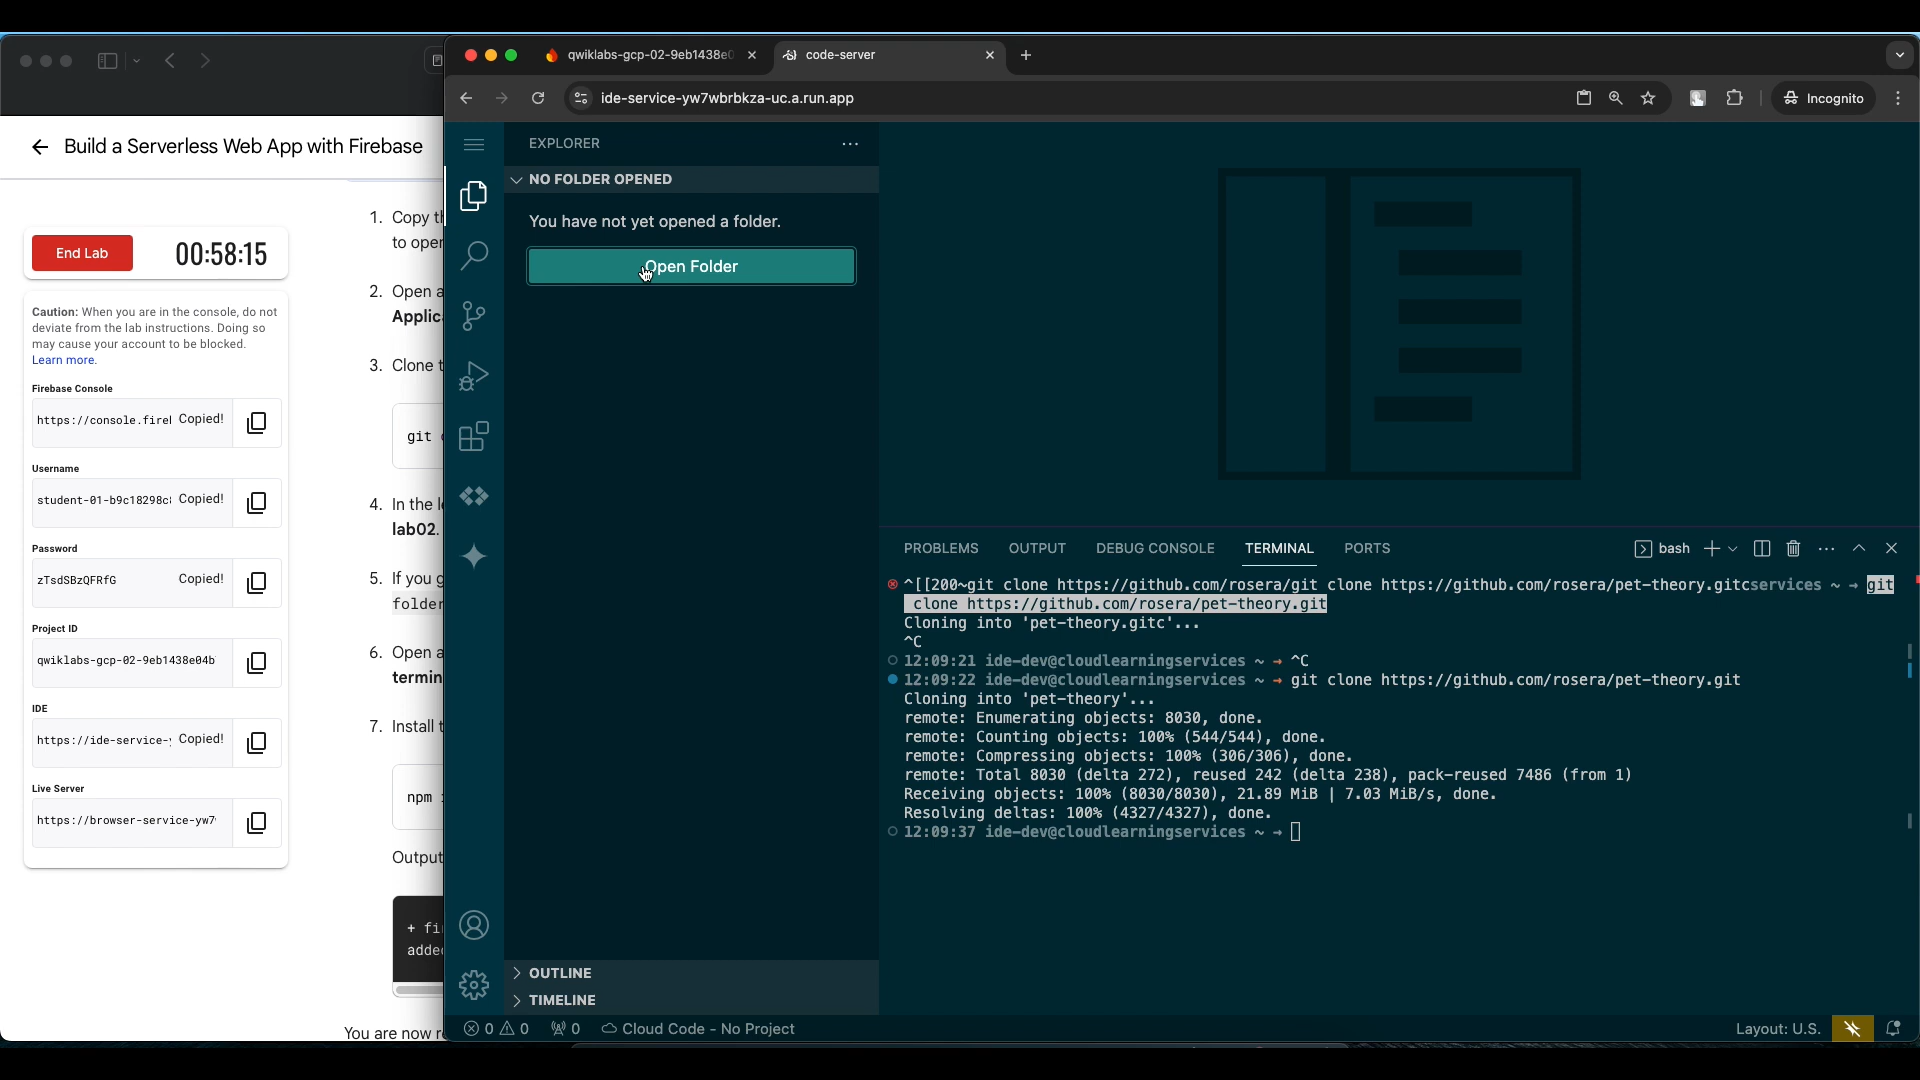 qwiklabs-gcp-02-9eb1438e0
code-server
ide-service-yw7wbrbkza-uc.a.run.app
Incognito
Build a Serverless Web App with Firebase
End Lab
00:58:15
Caution: When you are in the console, do not
deviate from the lab instructions. Doing so
may cause your account to be blocked.
Learn more.
Firebase Console
https://console.firel Copied!
Username
student-01-b9c18298c Copied!
Password
zTsdSBzQFRfG Copied!
Project ID
qwiklabs-gcp-02-9eb1438e04b
IDE
https://ide-service- Copied!
Live Server
https://browser-service-yw7
1. Copy th
to oper
2. Open a
Applic
3. Clone t
git
4. In the l
lab02.
5. If you g
folder
6. Open a
termin
7. Install t
npm
Output
+ fi
adde
You are now r
EXPLORER
NO FOLDER OPENED
You have not yet opened a folder.
Open Folder
OUTLINE
TIMELINE
PROBLEMS
OUTPUT
DEBUG CONSOLE
TERMINAL
PORTS
bash
^[[200~git clone https://github.com/rosera/git clone https://github.com/rosera/pet-theory.gitcservices ~ → git
clone https://github.com/rosera/pet-theory.git
Cloning into 'pet-theory.gitc'...
^C
12:09:21 ide-dev@cloudlearningservices ~ → ^C
12:09:22 ide-dev@cloudlearningservices ~ → git clone https://github.com/rosera/pet-theory.git
Cloning into 'pet-theory'...
remote: Enumerating objects: 8030, done.
remote: Counting objects: 100% (544/544), done.
remote: Compressing objects: 100% (306/306), done.
remote: Total 8030 (delta 272), reused 242 (delta 238), pack-reused 7486 (from 1)
Receiving objects: 100% (8030/8030), 21.89 MiB | 7.03 MiB/s, done.
Resolving deltas: 100% (4327/4327), done.
12:09:37 ide-dev@cloudlearningservices ~ →
0 0 0 Cloud Code - No Project
Layout: U.S.